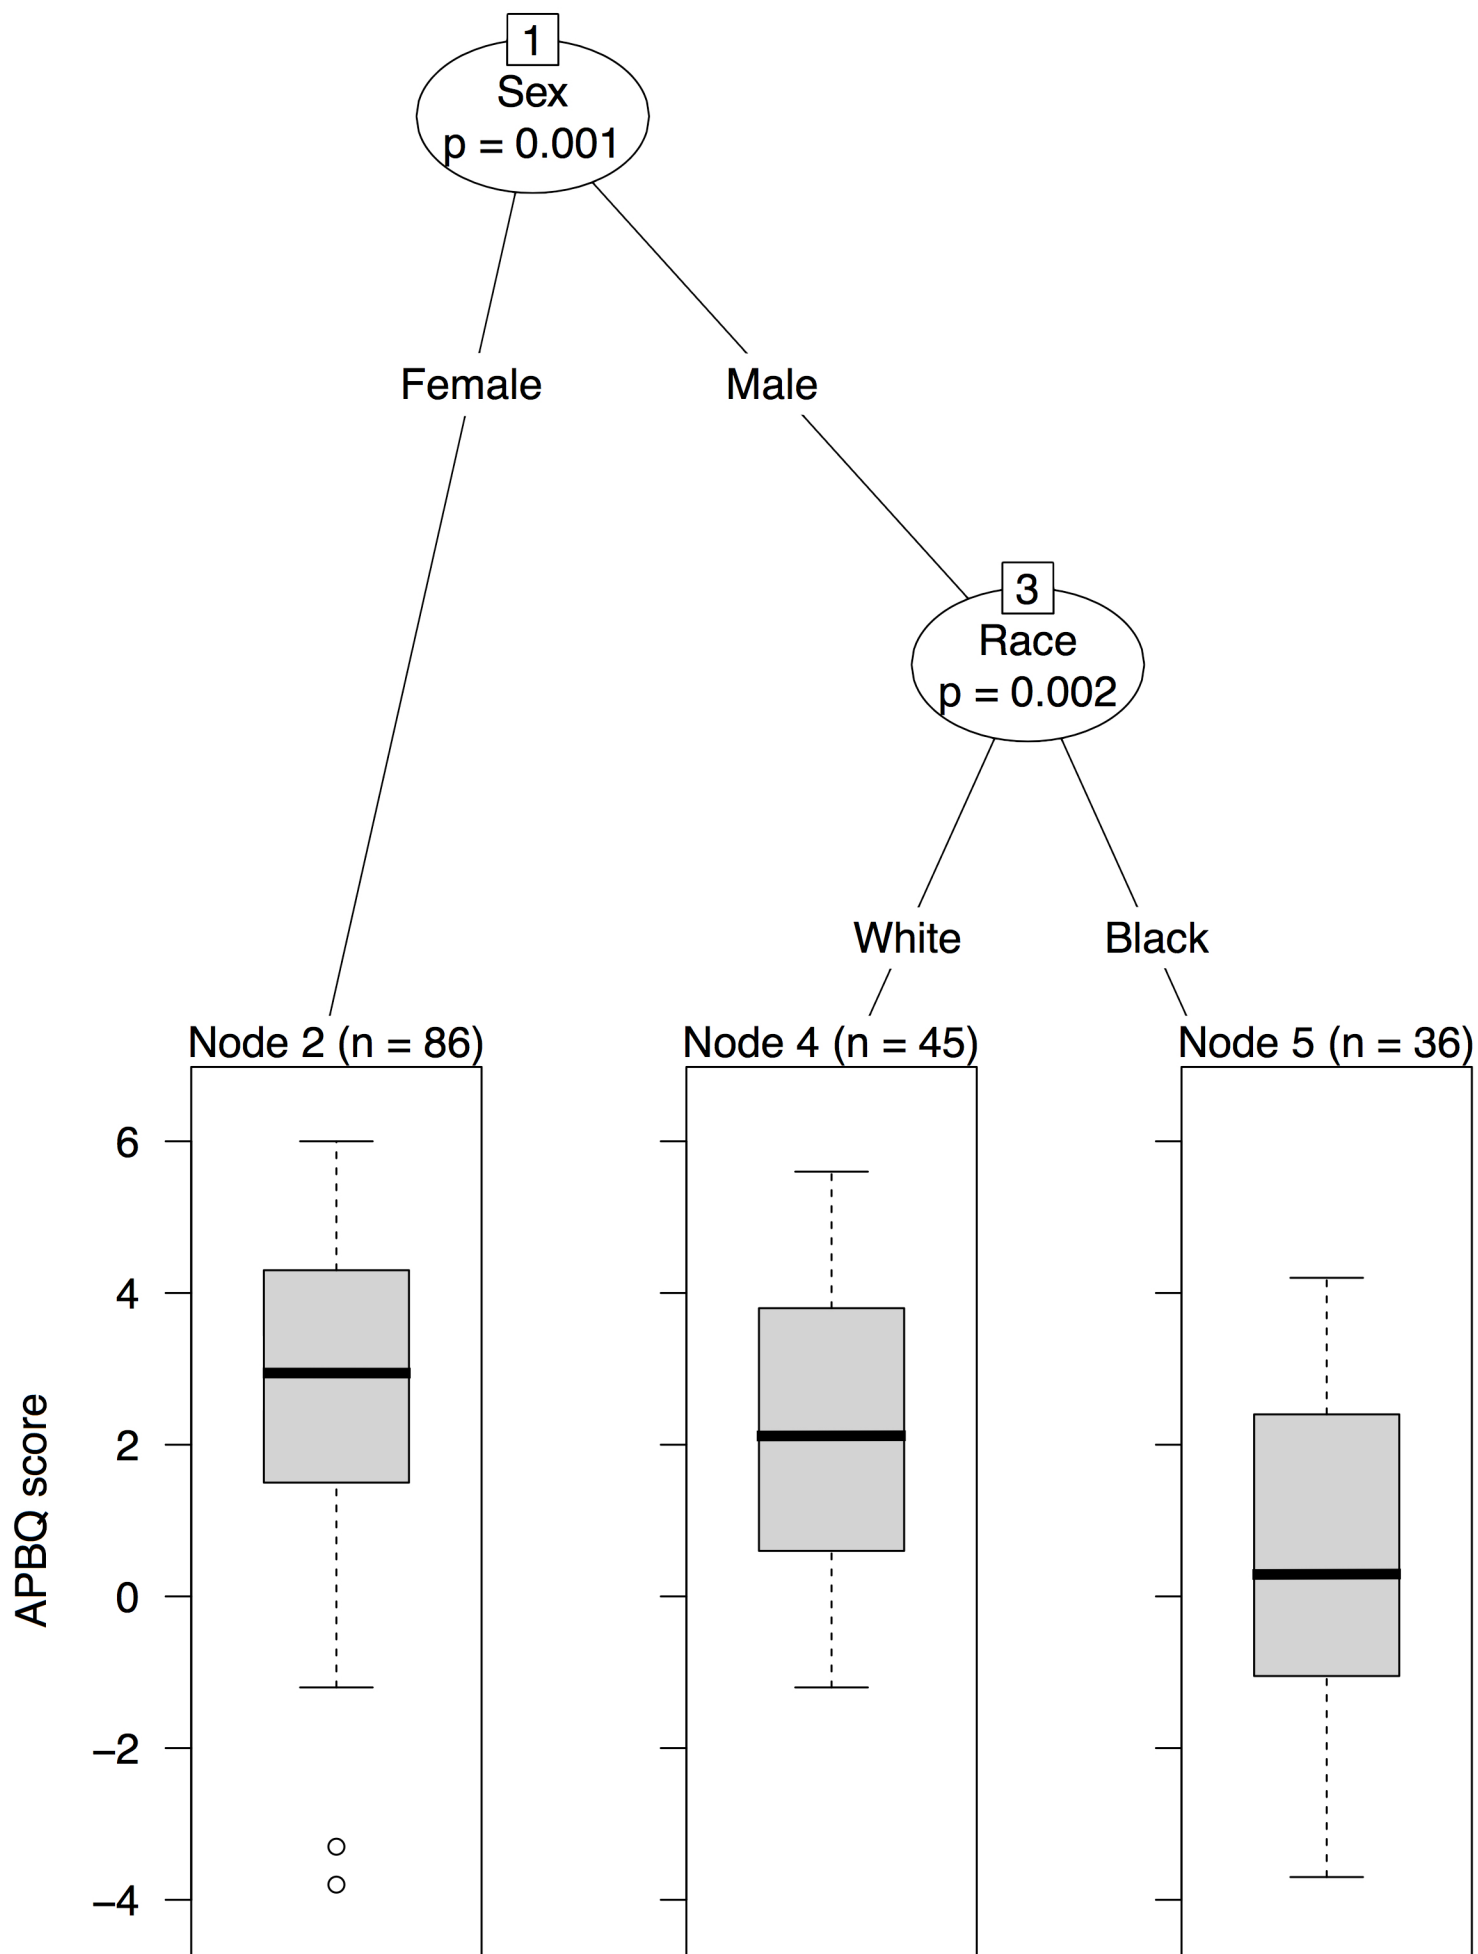 1
Sex
p = 0.001
Female
Male
3
Race
p = 0.002
White
Black
Node 2 (n = 86)
Node 4 (n = 45)
Node 5 (n = 36)
6
4
2
0
−2
−4
APBQ score